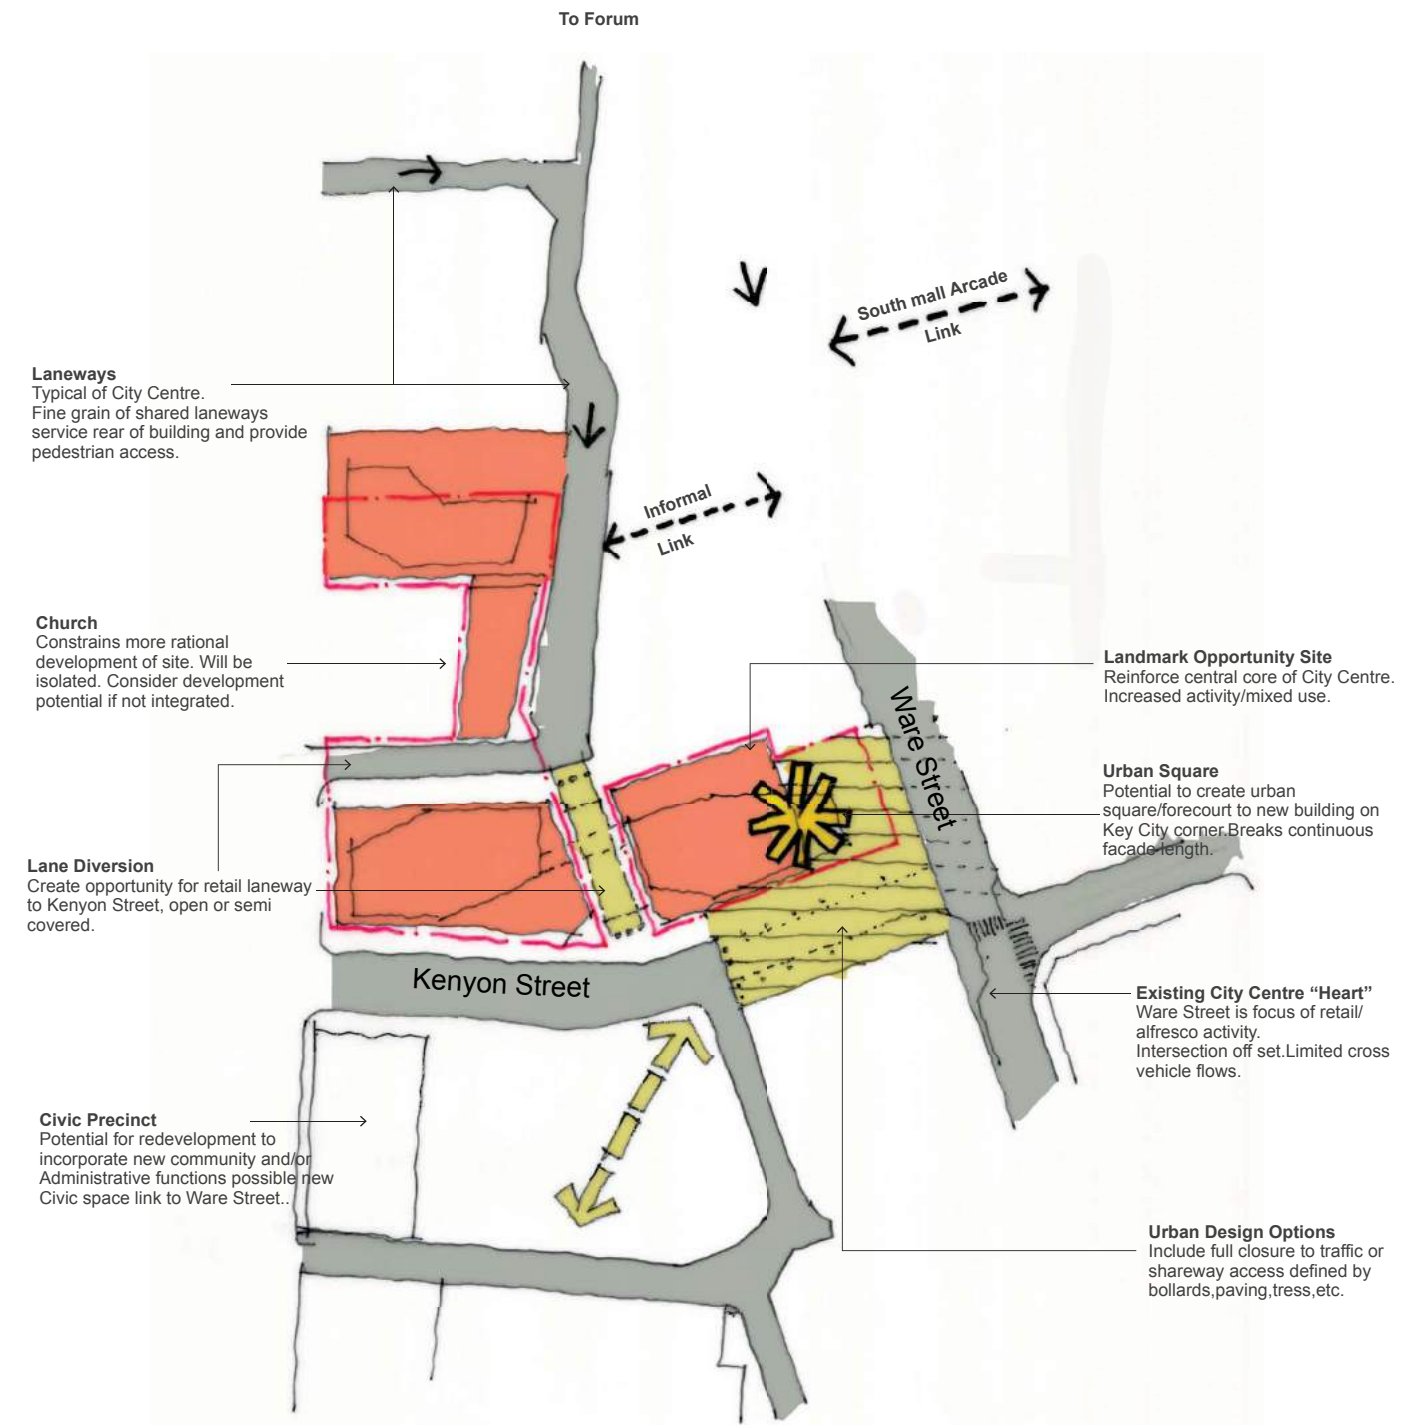 To Forum
South mall Arcade
Link
Laneways
Typical of City Centre.
Fine grain of shared laneways
service rear of building and provide
pedestrian access.
Informal
Link
Church
Constrains more rational
development of site. Will be
isolated. Consider development
potential if not integrated.
Landmark Opportunity Site
Reinforce central core of City Centre.
Increased activity/mixed use.
Ware Street
Urban Square
Potential to create urban
square/forecourt to new building on
Key City corner.Breaks continuous
facade length.
Lane Diversion
Create opportunity for retail laneway
to Kenyon Street, open or semi
covered.
Kenyon Street
Existing City Centre “Heart”
Ware Street is focus of retail/
alfresco activity.
Intersection off set.Limited cross
vehicle flows.
Civic Precinct
Potential for redevelopment to
incorporate new community and/or
Administrative functions possible new
Civic space link to Ware Street..
Urban Design Options
Include full closure to traffic or
shareway access defined by
bollards,paving,tress,etc.